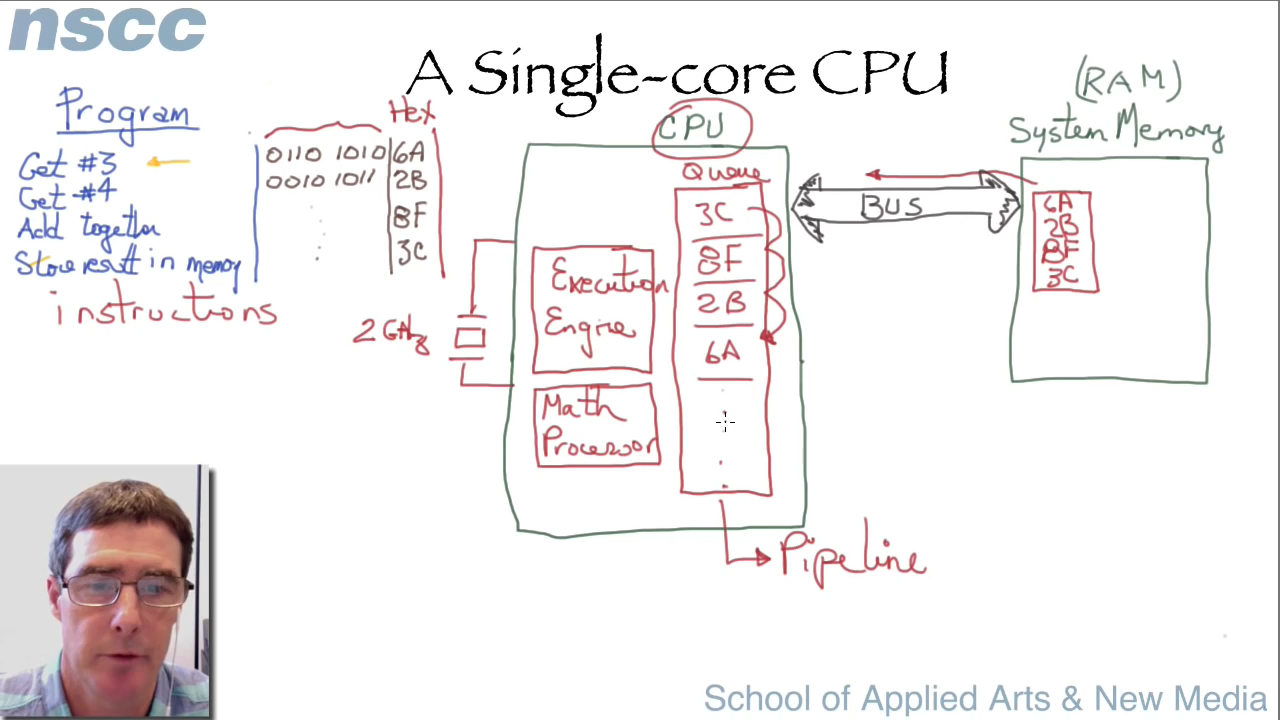 nscc
A Single-core CPU
(RAM)
System Memory
Program
Get #3
Get #4
Add together
Store result in memory
instructions
Hex
0110 1010 6A
0010 1011 2B
8F
3C
2 GHz
CPU
Queue
3C
8F
2B
6A
Execution
Engine
Math
Processor
Pipeline
BUS
6A
2B
8F
3C
School of Applied Arts & New Media